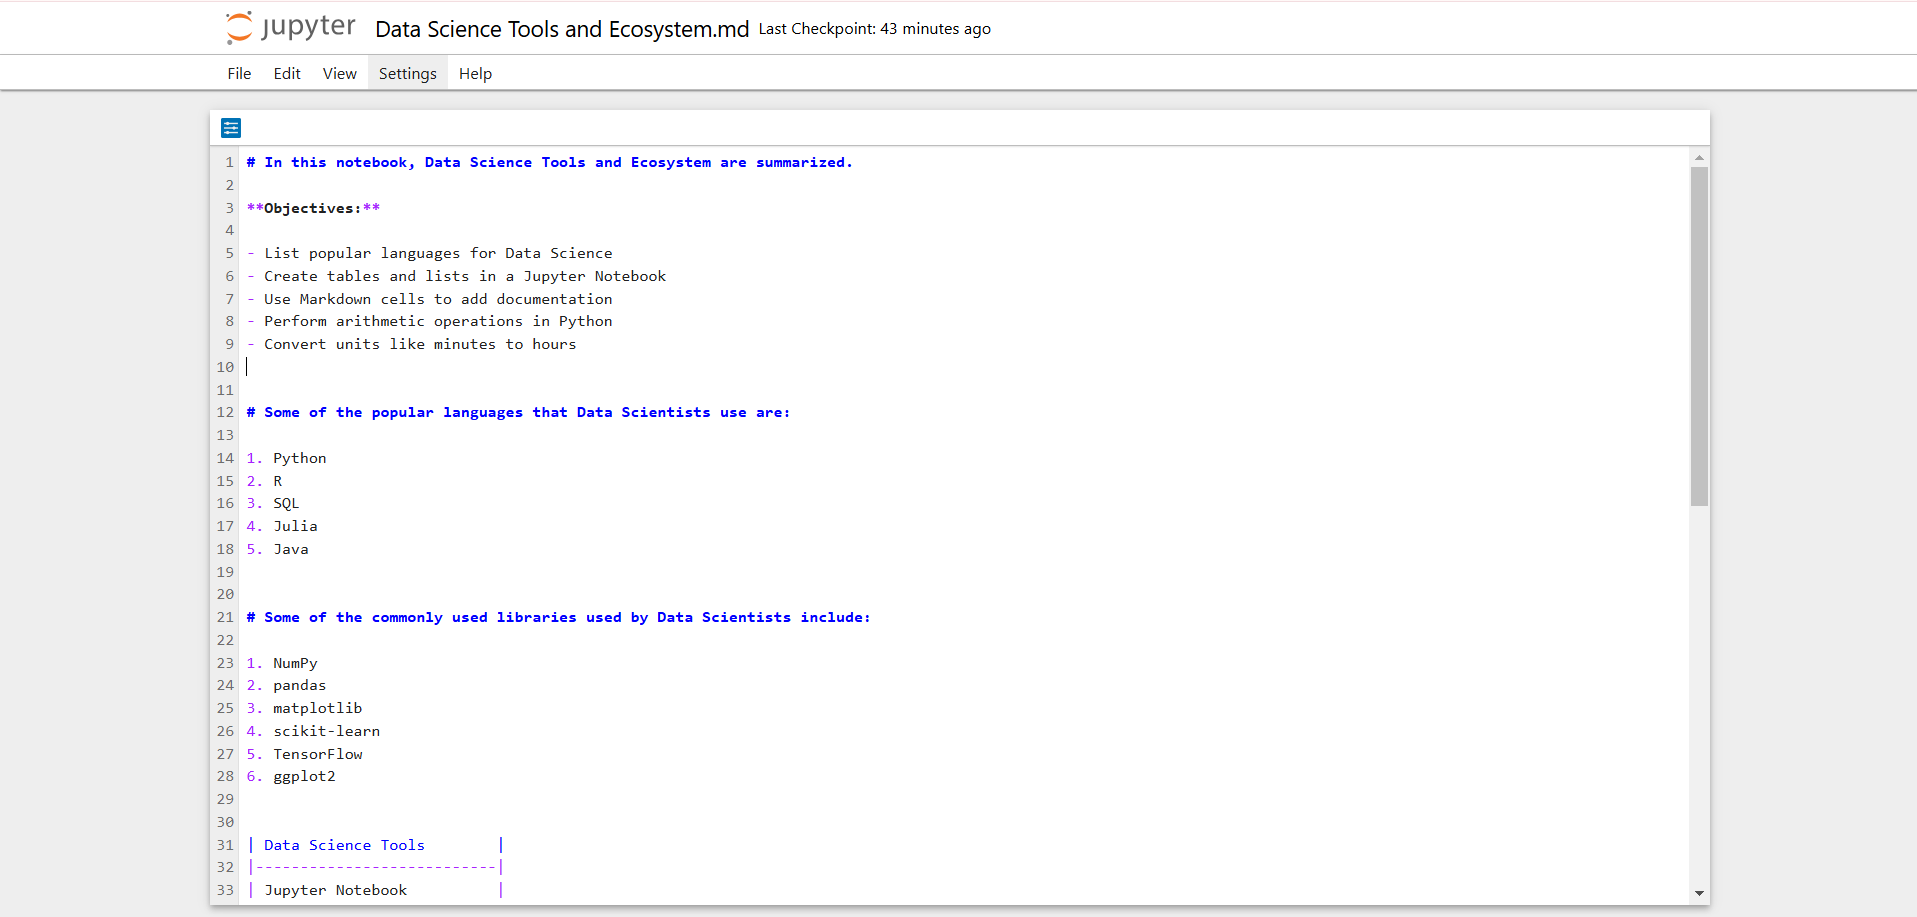 jupyter Data Science Tools and Ecosystem.md Last Checkpoint: 43 minutes ago
File Edit View Settings Help
1 # In this notebook, Data Science Tools and Ecosystem are summarized.
2
3 **Objectives:**
4
5 - List popular languages for Data Science
6 - Create tables and lists in a Jupyter Notebook
7 - Use Markdown cells to add documentation
8 - Perform arithmetic operations in Python
9 - Convert units like minutes to hours
10
11
12 # Some of the popular languages that Data Scientists use are:
13
14 1. Python
15 2. R
16 3. SQL
17 4. Julia
18 5. Java
19
20
21 # Some of the commonly used libraries used by Data Scientists include:
22
23 1. NumPy
24 2. pandas
25 3. matplotlib
26 4. scikit-learn
27 5. TensorFlow
28 6. ggplot2
29
30
31 | Data Science Tools |
32 |---------------------------|
33 | Jupyter Notebook |